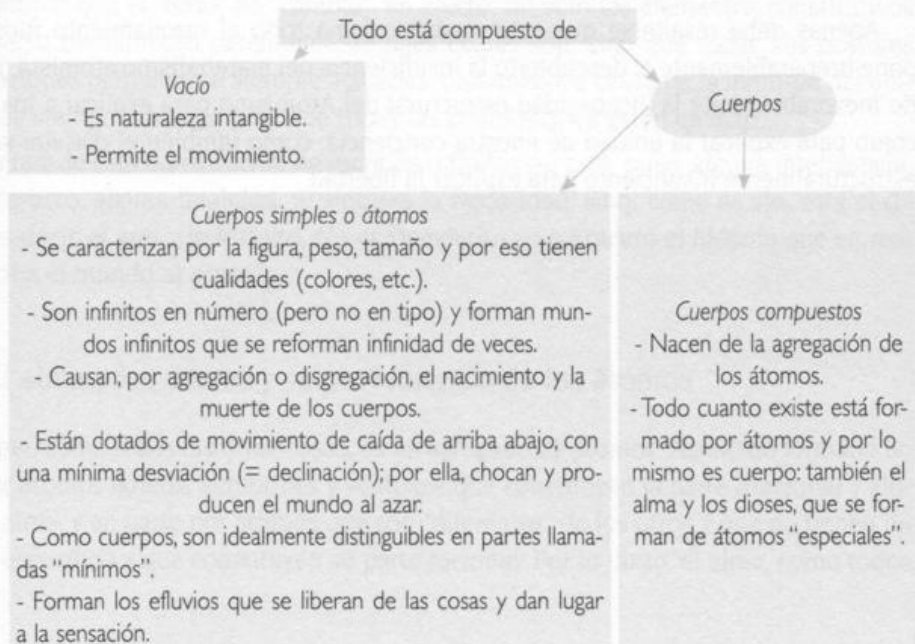 Todo está compuesto de
Vacío
- Es naturaleza intangible.
- Permite el movimiento.
Cuerpos
Cuerpos simples o átomos
- Se caracterizan por la figura, peso, tamaño y por eso tienen
cualidades (colores, etc.).
- Son infinitos en número (pero no en tipo) y forman mun-
dos infinitos que se reforman infinidad de veces.
- Causan, por agregación o disgregación, el nacimiento y la
muerte de los cuerpos.
- Están dotados de movimiento de caída de arriba abajo, con
una mínima desviación (= declinación); por ella, chocan y pro-
ducen el mundo al azar.
- Como cuerpos, son idealmente distinguibles en partes llama-
das "mínimos".
- Forman los efluvios que se liberan de las cosas y dan lugar
a la sensación.
Cuerpos compuestos
- Nacen de la agregación de
los átomos.
- Todo cuanto existe está for-
mado por átomos y por lo
mismo es cuerpo: también el
alma y los dioses, que se for-
man de átomos "especiales".